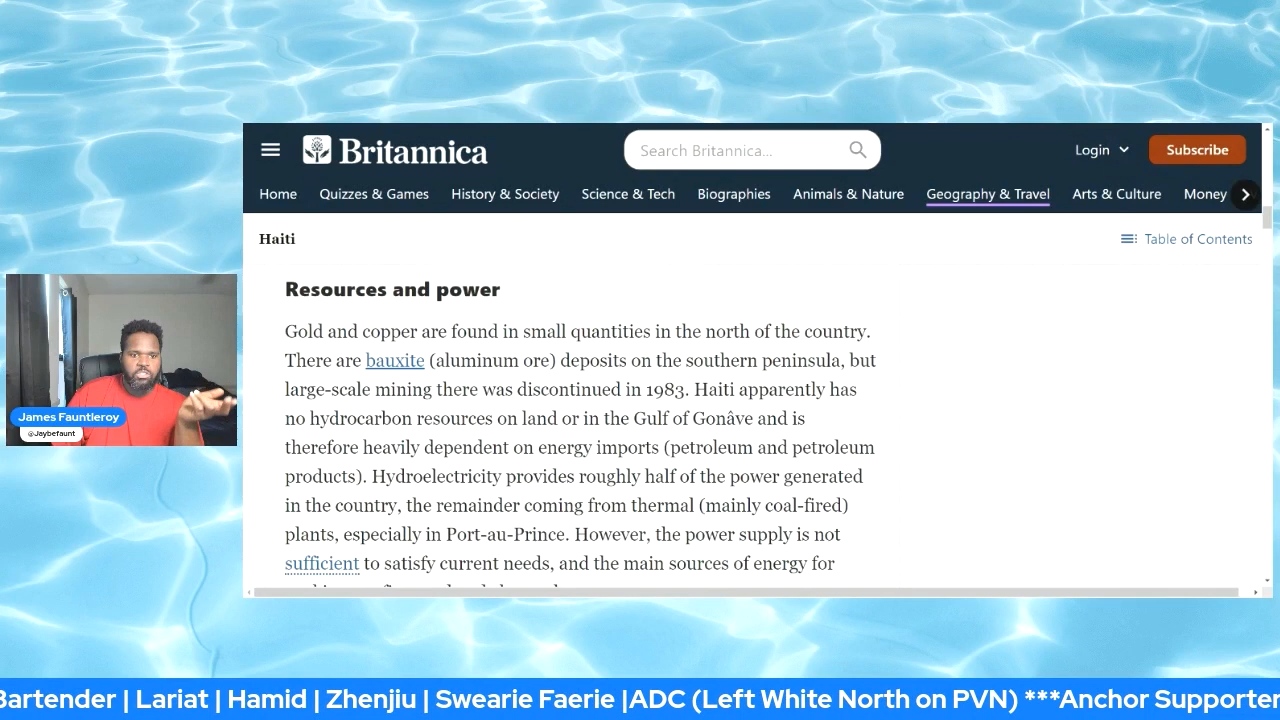 Britannica
Search Britannica...
Login
Subscribe
Home Quizzes & Games History & Society Science & Tech Biographies Animals & Nature Geography & Travel Arts & Culture Money
Haiti
Table of Contents
Resources and power
Gold and copper are found in small quantities in the north of the country.
There are bauxite (aluminum ore) deposits on the southern peninsula, but
large-scale mining there was discontinued in 1983. Haiti apparently has
no hydrocarbon resources on land or in the Gulf of Gonâve and is
therefore heavily dependent on energy imports (petroleum and petroleum
products). Hydroelectricity provides roughly half of the power generated
in the country, the remainder coming from thermal (mainly coal-fired)
plants, especially in Port-au-Prince. However, the power supply is not
sufficient to satisfy current needs, and the main sources of energy for
James Fauntleroy
@Jaybefaunt
Bartender | Lariat | Hamid | Zhenjiu | Swearie Faerie |ADC (Left White North on PVN) ***Anchor Supporter